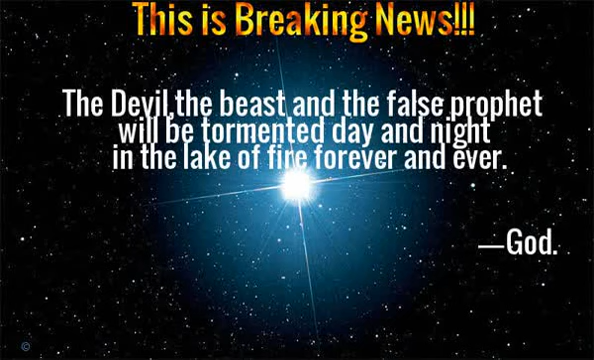 This is Breaking News!!!
The Devil,the beast and the false prophet
will be tormented day and night
in the lake of fire forever and ever.
—God.
©